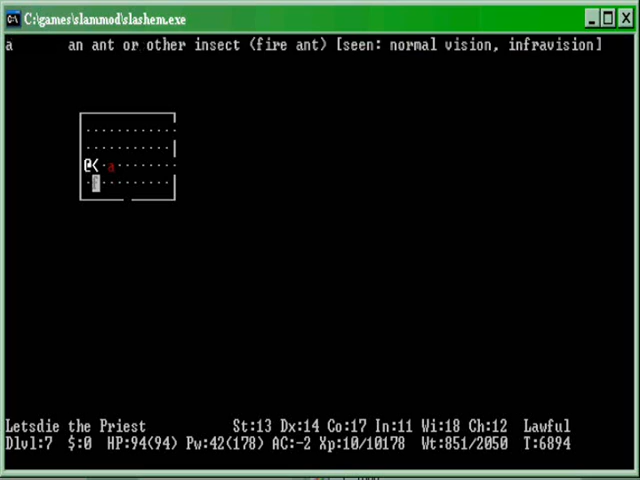 C:\games\slammod\slashem.exe
a an ant or other insect (fire ant) [seen: normal vision, infravision]
............
...........
@<.a.......
. .........
Letsdie the Priest St:13 Dx:14 Co:17 In:11 Wi:18 Ch:12 Lawful
Dlvl:7 $:0 HP:94(94) Pw:42(178) AC:-2 Xp:10/10178 Wt:851/2050 T:6894